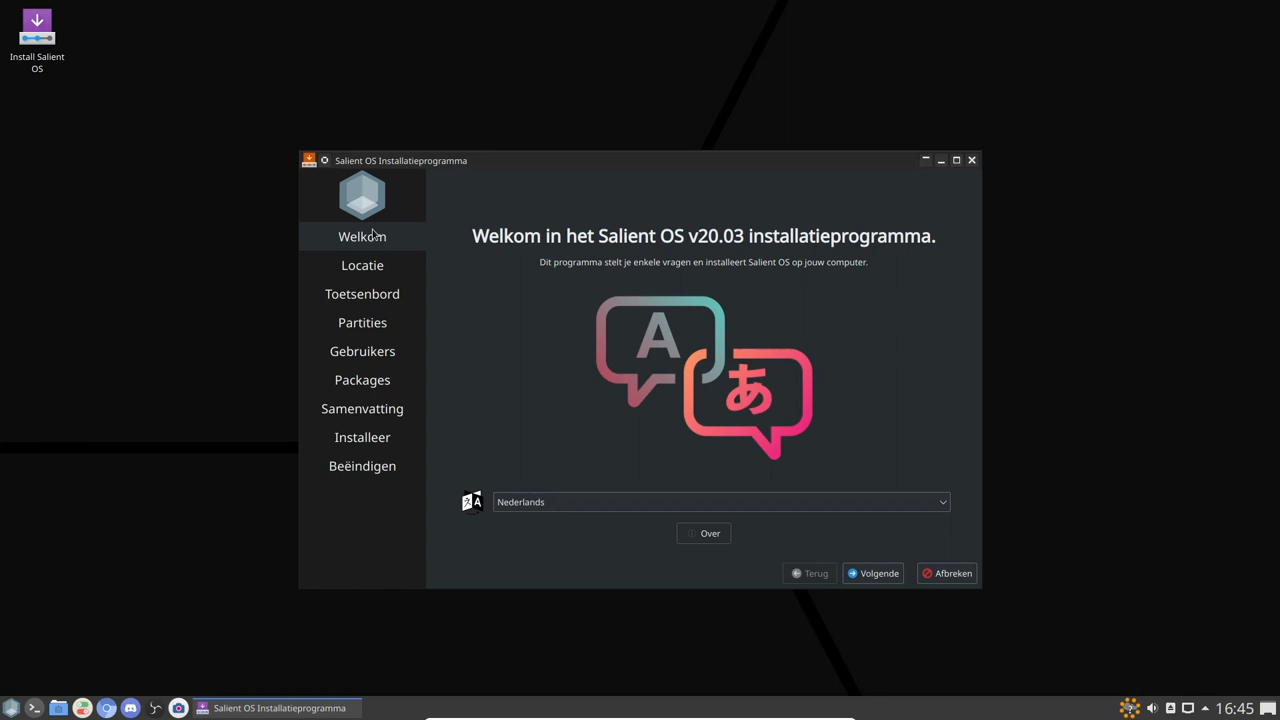 Install Salient
OS
Salient OS Installatieprogramma
Welkom
Locatie
Toetsenbord
Partities
Gebruikers
Packages
Samenvatting
Installeer
Beëindigen
Welkom in het Salient OS v20.03 installatieprogramma.
Dit programma stelt je enkele vragen en installeert Salient OS op jouw computer.
A
あ
Nederlands
Over
Terug
Volgende
Afbreken
Salient OS Installatieprogramma
16:45